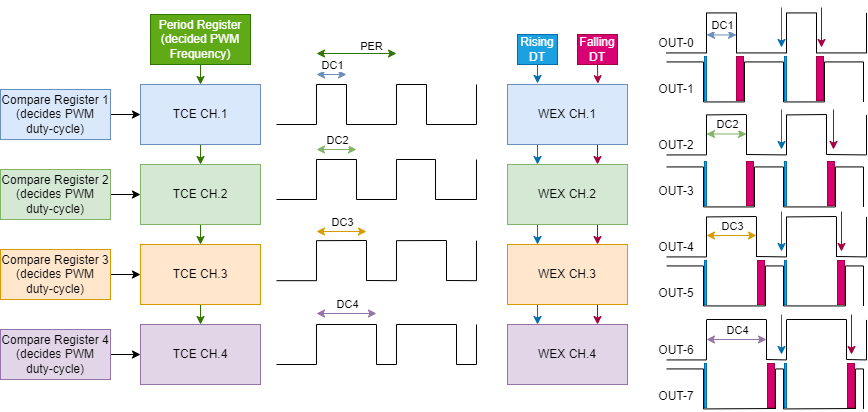 Period Register
(decided PWM
Frequency)
PER
DC1
Rising
DT
Falling
DT
Compare Register 1
(decides PWM
duty-cycle)
TCE CH.1
WEX CH.1
DC1
OUT-0
OUT-1
Compare Register 2
(decides PWM
duty-cycle)
TCE CH.2
DC2
WEX CH.2
DC2
OUT-2
OUT-3
Compare Register 3
(decides PWM
duty-cycle)
TCE CH.3
DC3
WEX CH.3
DC3
OUT-4
OUT-5
Compare Register 4
(decides PWM
duty-cycle)
TCE CH.4
DC4
WEX CH.4
DC4
OUT-6
OUT-7